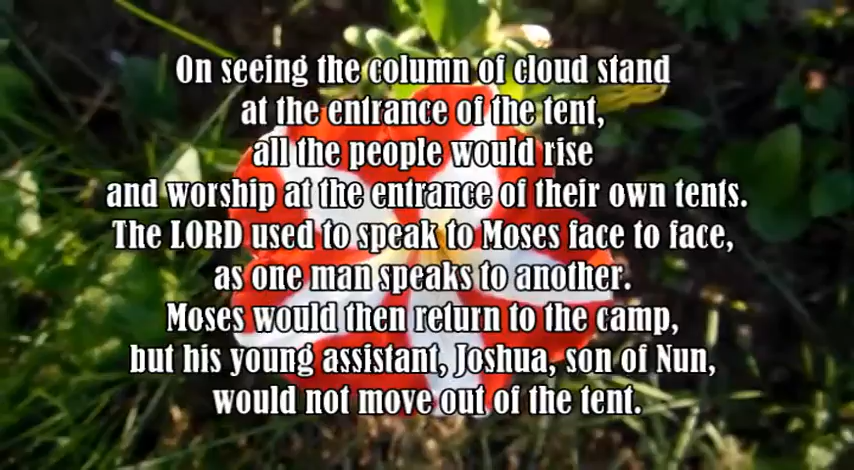 On seeing the column of cloud stand
at the entrance of the tent,
all the people would rise
and worship at the entrance of their own tents.
The LORD used to speak to Moses face to face,
as one man speaks to another.
Moses would then return to the camp,
but his young assistant, Joshua, son of Nun,
would not move out of the tent.